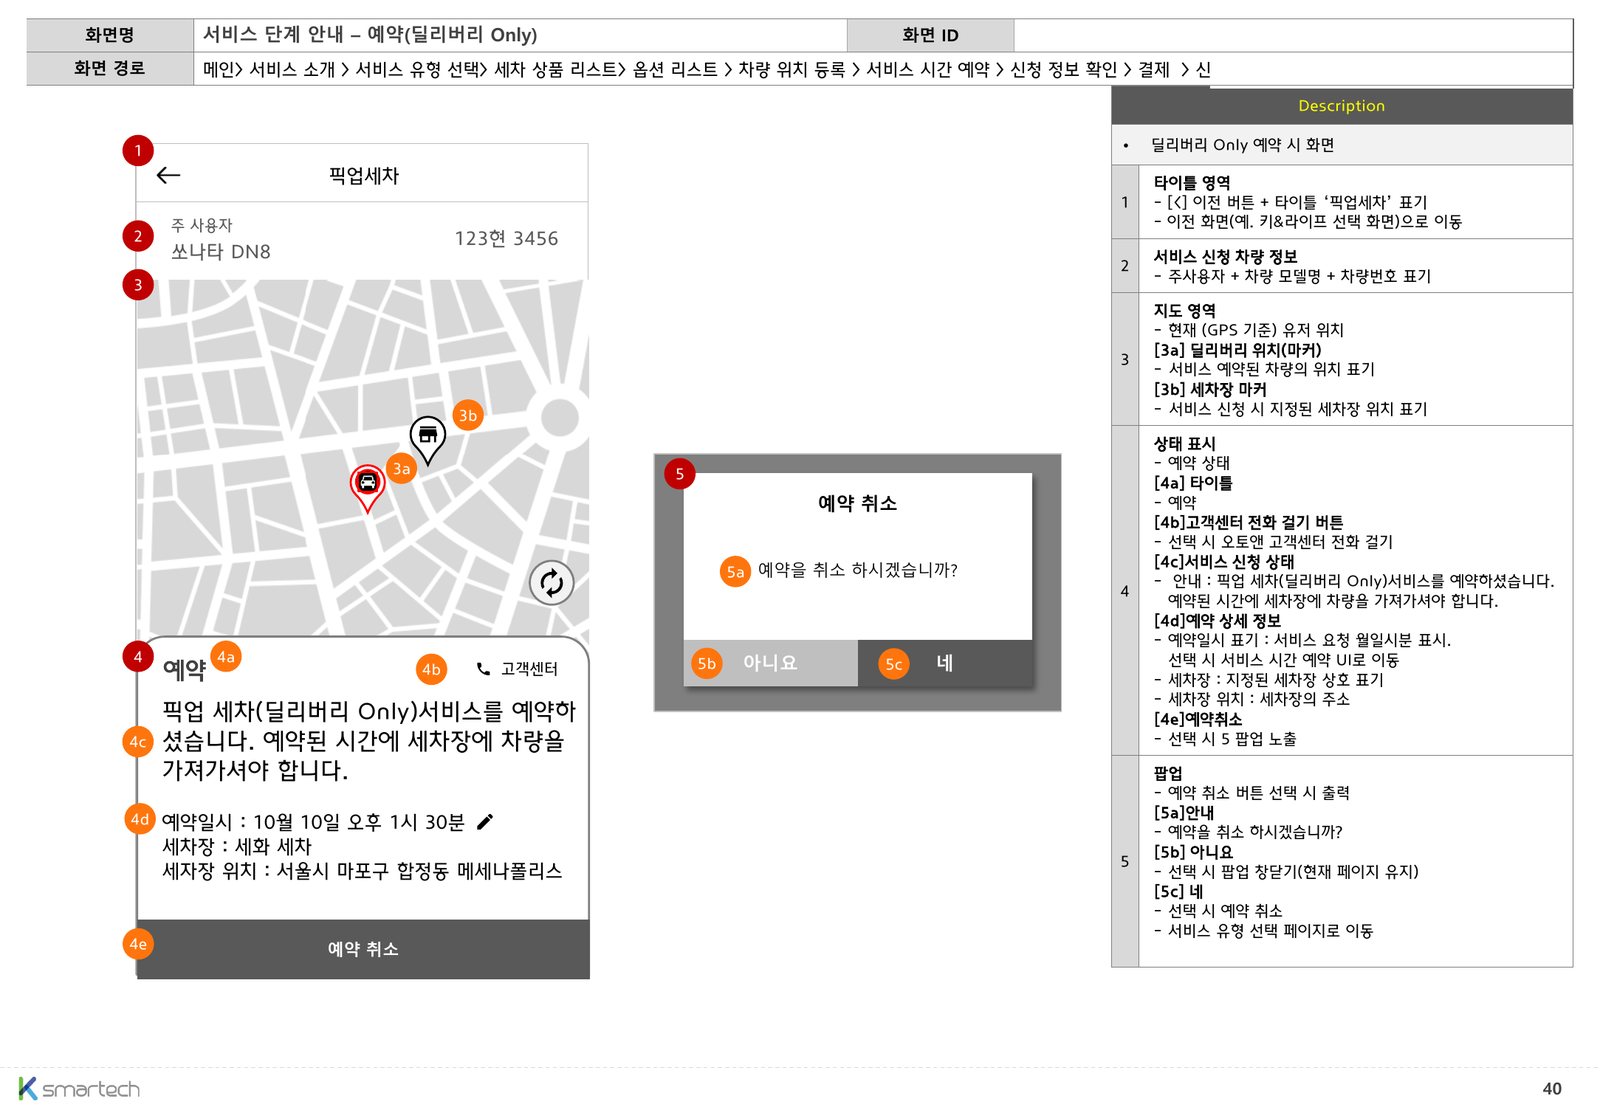 화면명
서비스 단계 안내 – 예약(딜리버리 Only)
화면 ID
화면 경로
메인> 서비스 소개 > 서비스 유형 선택> 세차 상품 리스트> 옵션 리스트 > 차량 위치 등록 > 서비스 시간 예약 > 신청 정보 확인 > 결제 > 신
1
픽업세차
2
주 사용자
쏘나타 DN8
123현 3456
3
3b
3a
4
예약
4a
4b
고객센터
4c
픽업 세차(딜리버리 Only)서비스를 예약하
셨습니다. 예약된 시간에 세차장에 차량을
가져가셔야 합니다.
4d
예약일시 : 10월 10일 오후 1시 30분
세차장 : 세화 세차
세자장 위치 : 서울시 마포구 합정동 메세나폴리스
4e
예약 취소
5
예약 취소
5a
예약을 취소 하시겠습니까?
5b
아니요
5c
네
Description
• 딜리버리 Only 예약 시 화면
1
타이틀 영역
- [<] 이전 버튼 + 타이틀 ‘픽업세차’ 표기
- 이전 화면(예. 키&라이프 선택 화면)으로 이동
2
서비스 신청 차량 정보
- 주사용자 + 차량 모델명 + 차량번호 표기
3
지도 영역
- 현재 (GPS 기준) 유저 위치
[3a] 딜리버리 위치(마커)
- 서비스 예약된 차량의 위치 표기
[3b] 세차장 마커
- 서비스 신청 시 지정된 세차장 위치 표기
4
상태 표시
- 예약 상태
[4a] 타이틀
- 예약
[4b]고객센터 전화 걸기 버튼
- 선택 시 오토앤 고객센터 전화 걸기
[4c]서비스 신청 상태
- 안내 : 픽업 세차(딜리버리 Only)서비스를 예약하셨습니다.
예약된 시간에 세차장에 차량을 가져가셔야 합니다.
[4d]예약 상세 정보
- 예약일시 표기 : 서비스 요청 월일시분 표시.
선택 시 서비스 시간 예약 UI로 이동
- 세차장 : 지정된 세차장 상호 표기
- 세차장 위치 : 세차장의 주소
[4e]예약취소
- 선택 시 5 팝업 노출
5
팝업
- 예약 취소 버튼 선택 시 출력
[5a]안내
- 예약을 취소 하시겠습니까?
[5b] 아니요
- 선택 시 팝업 창닫기(현재 페이지 유지)
[5c] 네
- 선택 시 예약 취소
- 서비스 유형 선택 페이지로 이동
K smartech
40